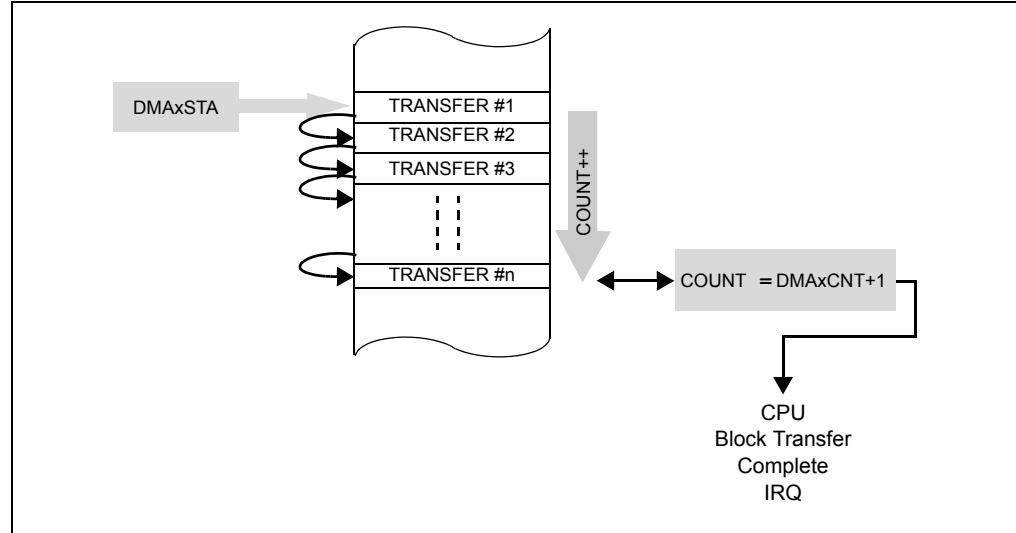 DMAxSTA
TRANSFER #1
TRANSFER #2
TRANSFER #3
TRANSFER #n
COUNT++
COUNT = DMAxCNT+1
CPU
Block Transfer
Complete
IRQ